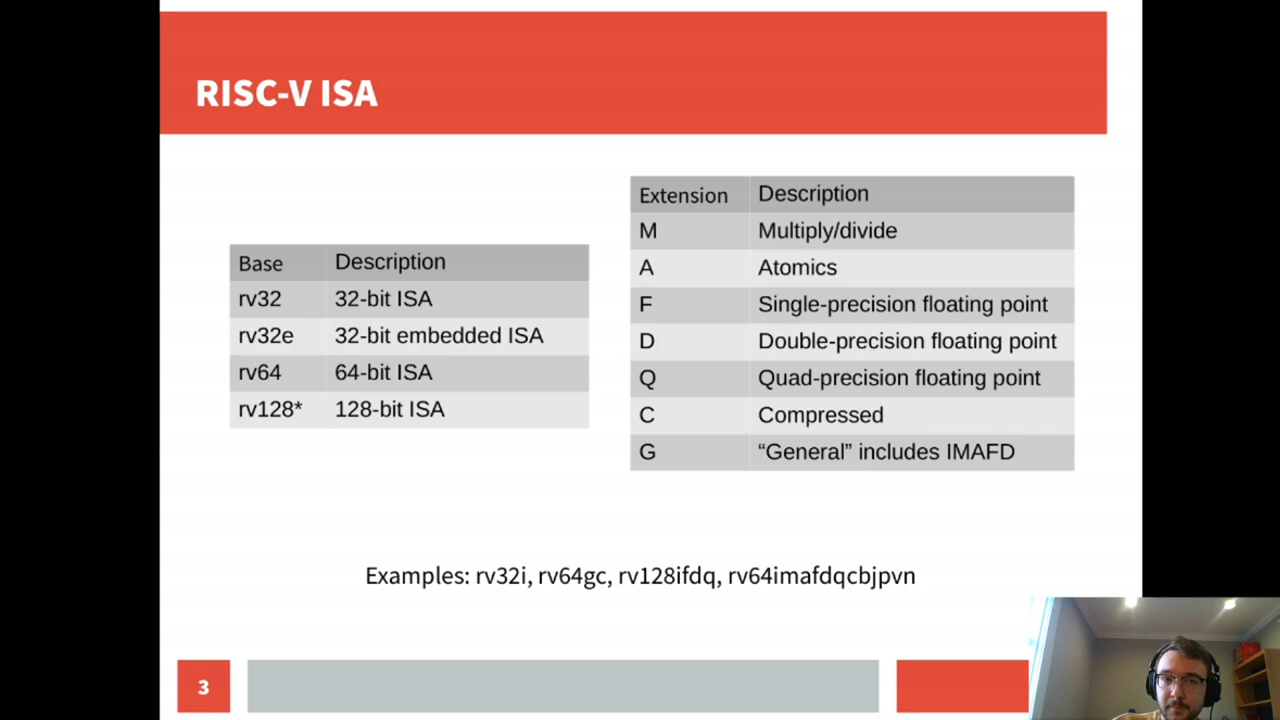 RISC-V ISA
Base Description
rv32 32-bit ISA
rv32e 32-bit embedded ISA
rv64 64-bit ISA
rv128* 128-bit ISA
Extension Description
M Multiply/divide
A Atomics
F Single-precision floating point
D Double-precision floating point
Q Quad-precision floating point
C Compressed
G “General” includes IMAFD
Examples: rv32i, rv64gc, rv128ifdq, rv64imafdqcbjpvn
3